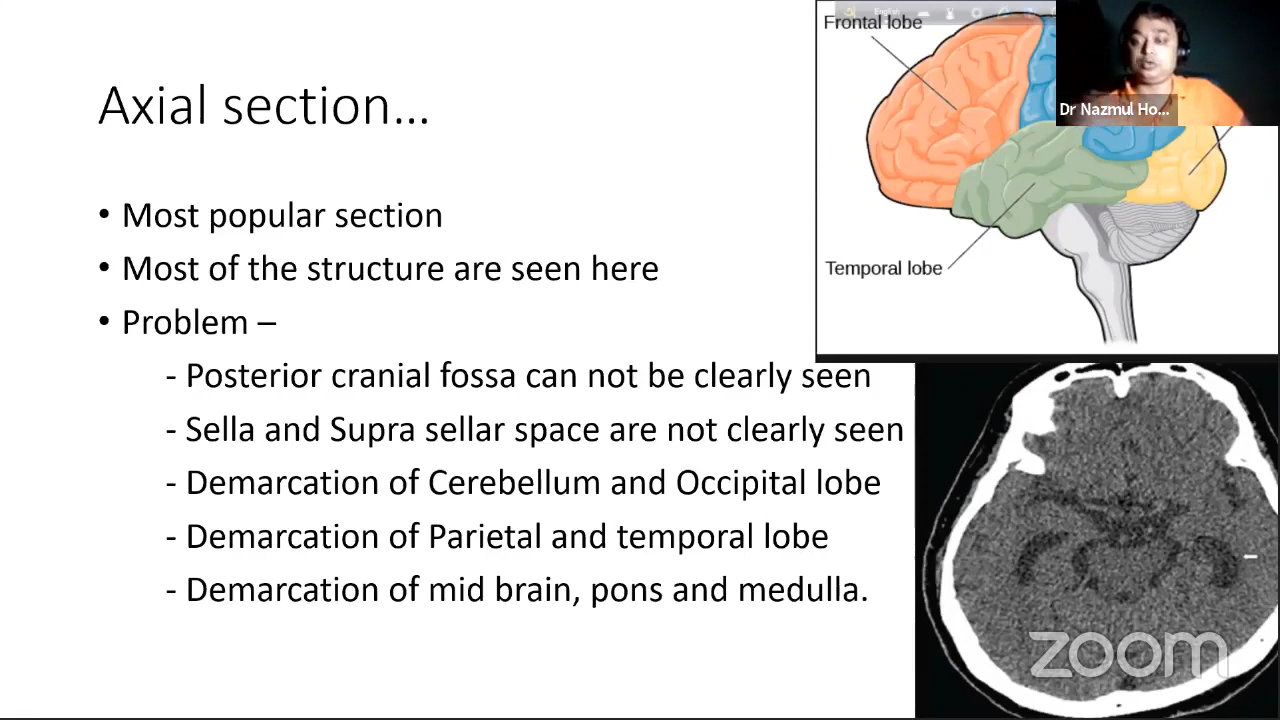 English
Frontal lobe
Dr Nazmul Ho...
Axial section...
• Most popular section
• Most of the structure are seen here
• Problem –
- Posterior cranial fossa can not be clearly seen
- Sella and Supra sellar space are not clearly seen
- Demarcation of Cerebellum and Occipital lobe
- Demarcation of Parietal and temporal lobe
- Demarcation of mid brain, pons and medulla.
Temporal lobe
zoom